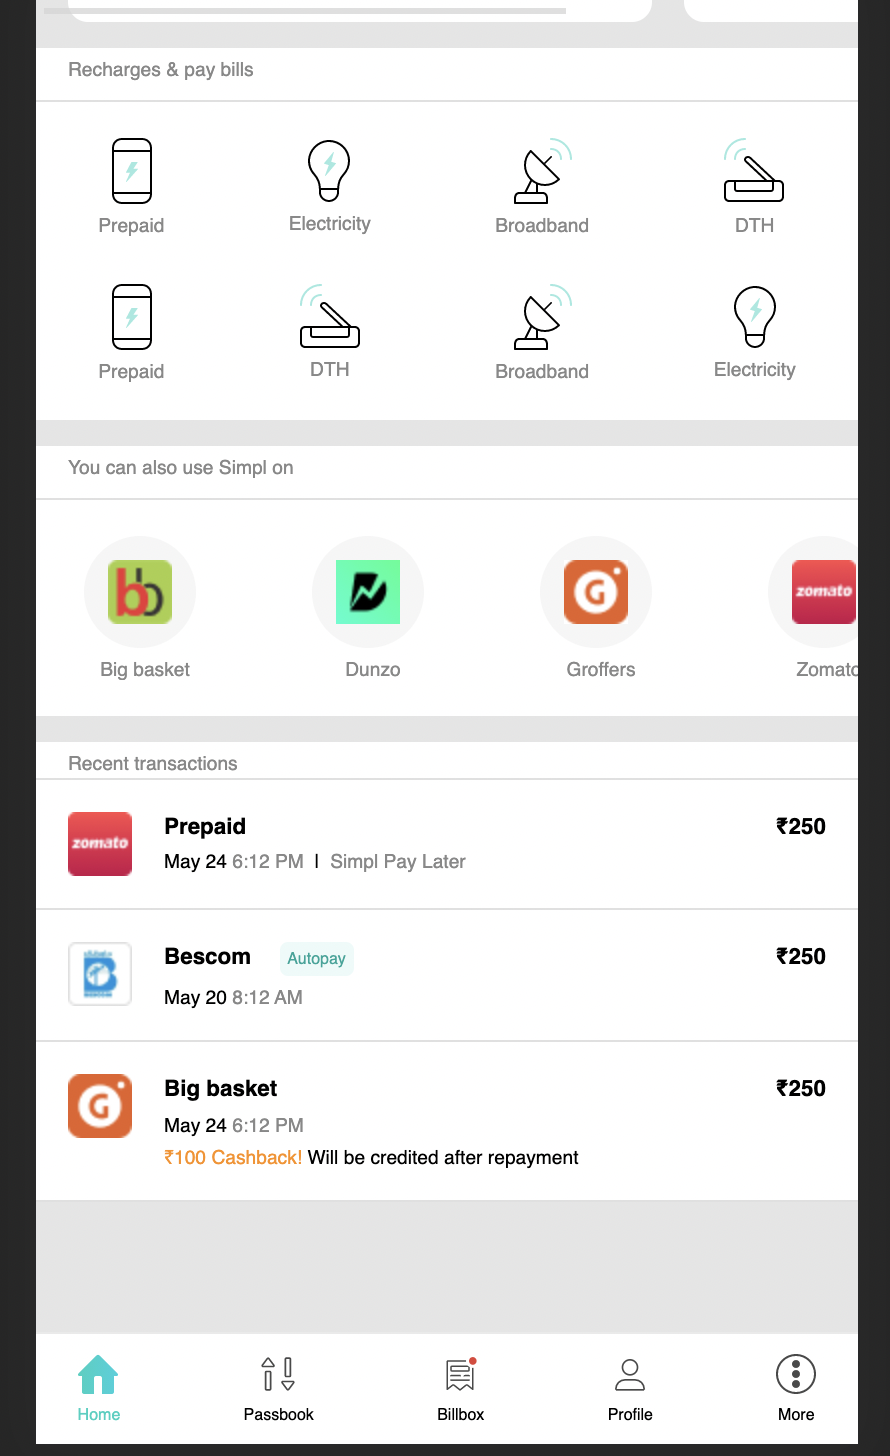 Recharges & pay bills
Prepaid Electricity Broadband DTH
Prepaid DTH Broadband Electricity
You can also use Simpl on
zomato
Big basket Dunzo Groffers Zomato
Recent transactions
zomato Prepaid ₹250
May 24 6:12 PM | Simpl Pay Later
Bescom Autopay ₹250
May 20 8:12 AM
Big basket ₹250
May 24 6:12 PM
₹100 Cashback! Will be credited after repayment
Home Passbook Billbox Profile More